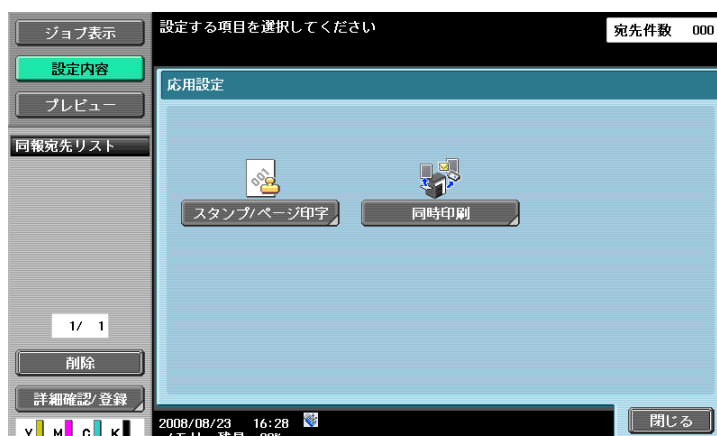 ジョブ表示
設定する項目を選択してください
宛先件数 000
設定内容
応用設定
プレビュー
同報宛先リスト
001
スタンプ/ページ印字
同時印刷
1/ 1
削除
詳細確認/登録
2008/08/23 16:28
閉じる
Y M C K